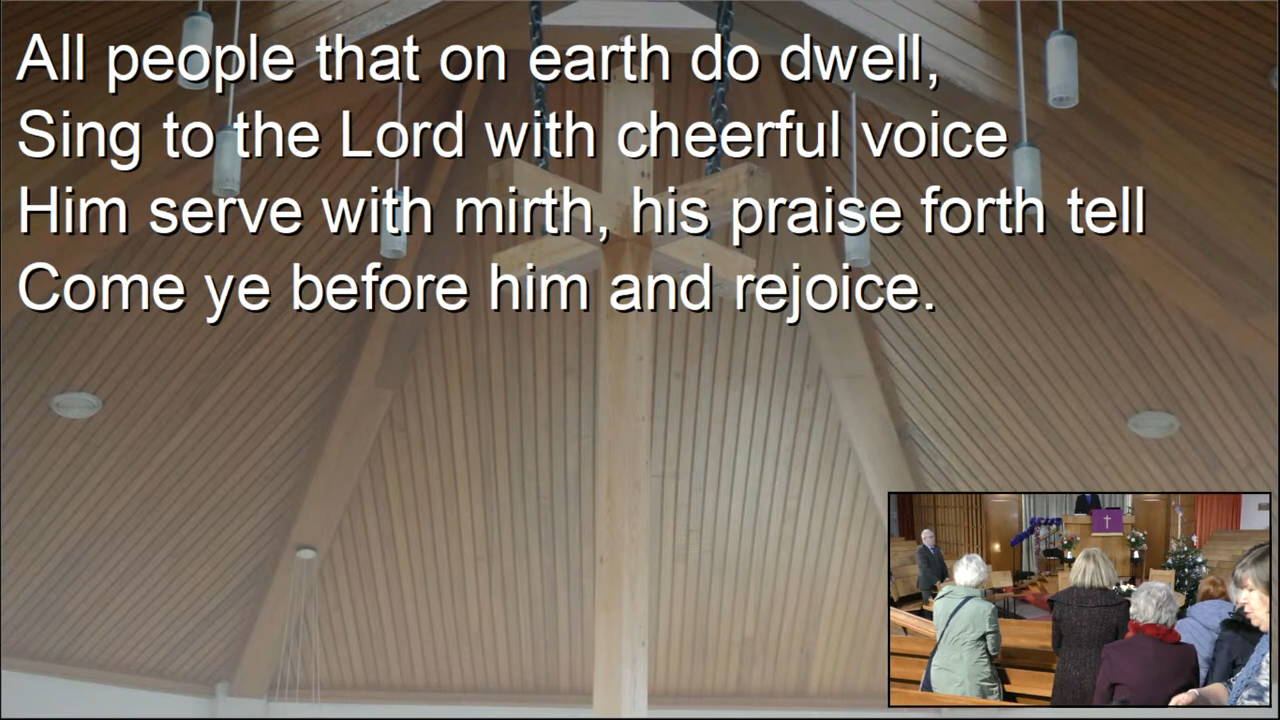 All people that on earth do dwell,
Sing to the Lord with cheerful voice
Him serve with mirth, his praise forth tell
Come ye before him and rejoice.